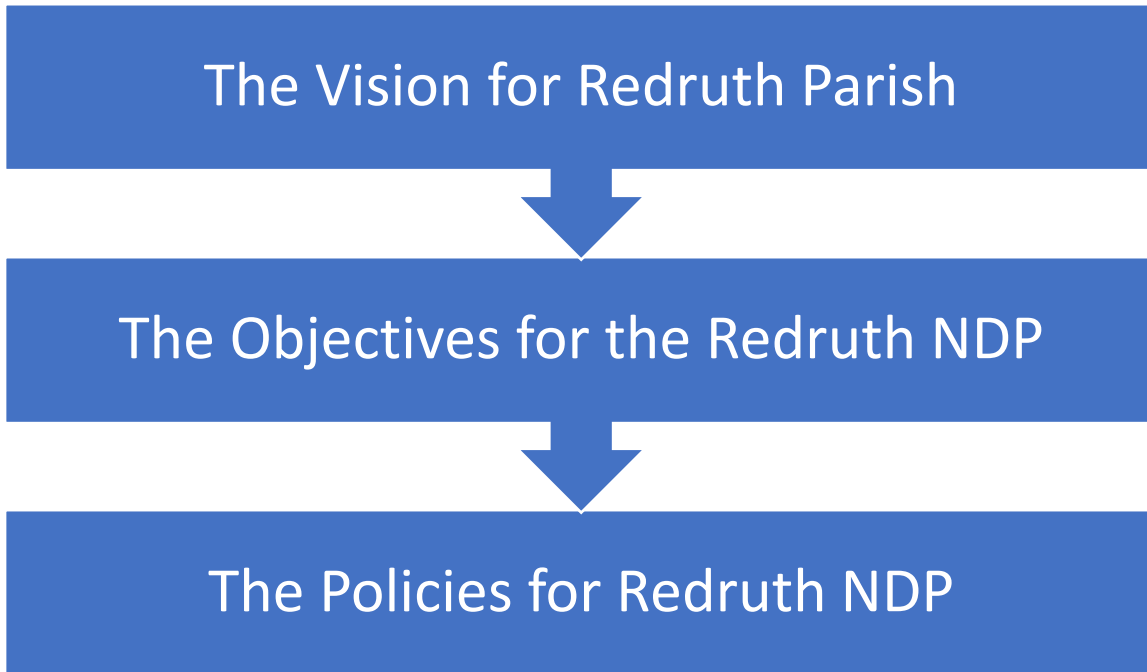 The Vision for Redruth Parish
The Objectives for the Redruth NDP
The Policies for Redruth NDP